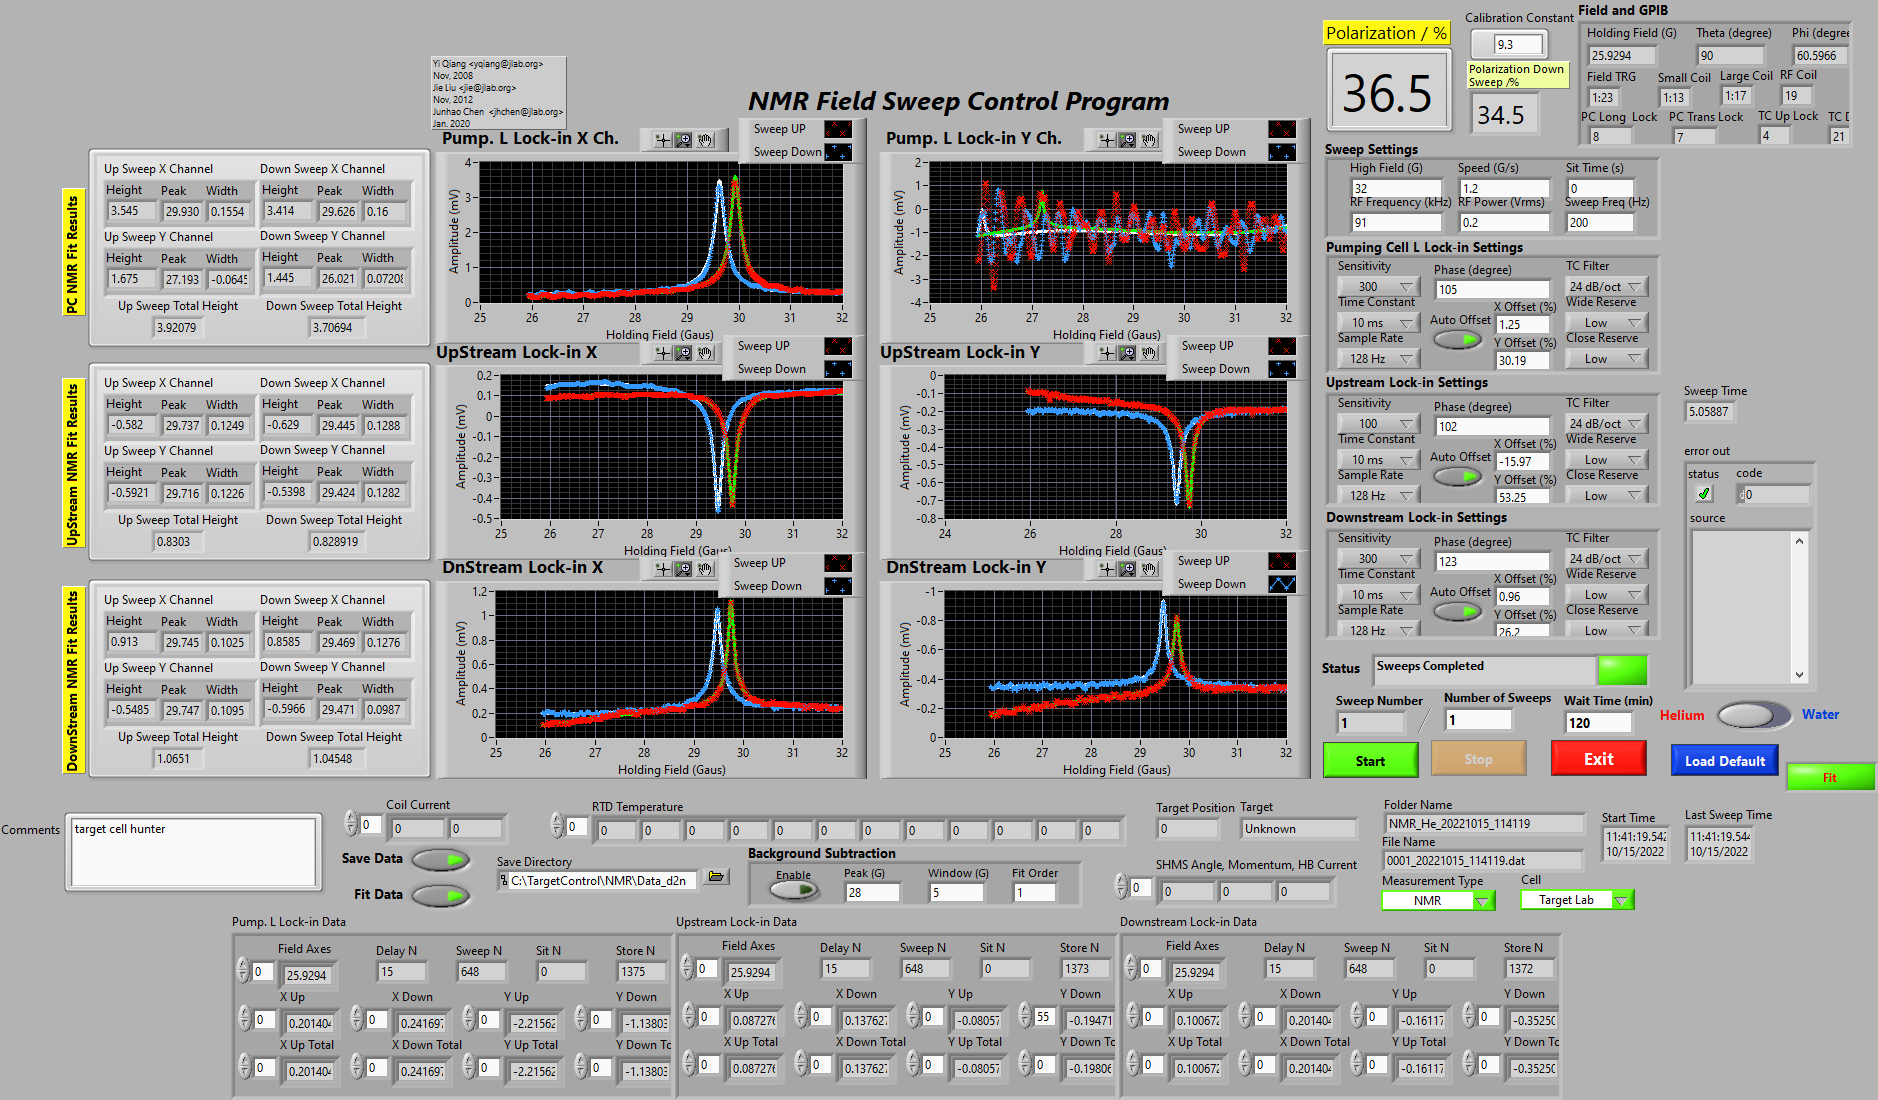 Yi Qiang <yqiang@jlab.org>
Nov, 2008
Jie Liu <jie@jlab.org>
Nov, 2012
Junhao Chen <jhchen@jlab.org>
Jan. 2020
NMR Field Sweep Control Program
Polarization / %
36.5
Calibration Constant
9.3
Polarization Down
Sweep /%
34.5
Field and GPIB
Holding Field (G) Theta (degree) Phi (degree
25.9294 90 60.5966
Field TRG Small Coil Large Coil RF Coil
1:23 1:13 1:17 19
PC Long Lock PC Trans Lock TC Up Lock TC D
8 7 4 21
PC NMR Fit Results
Up Sweep X Channel Down Sweep X Channel
Height Peak Width Height Peak Width
3.545 29.930 0.1554 3.414 29.626 0.16
Up Sweep Y Channel Down Sweep Y Channel
Height Peak Width Height Peak Width
1.675 27.193 -0.0645 1.445 26.021 0.07208
Up Sweep Total Height Down Sweep Total Height
3.92079 3.70694
UpStream NMR Fit Results
Up Sweep X Channel Down Sweep X Channel
Height Peak Width Height Peak Width
-0.582 29.737 0.1249 -0.629 29.445 0.1288
Up Sweep Y Channel Down Sweep Y Channel
Height Peak Width Height Peak Width
-0.5921 29.716 0.1226 -0.5398 29.424 0.1282
Up Sweep Total Height Down Sweep Total Height
0.8303 0.828919
DownStream NMR Fit Results
Up Sweep X Channel Down Sweep X Channel
Height Peak Width Height Peak Width
0.913 29.745 0.1025 0.8585 29.469 0.1276
Up Sweep Y Channel Down Sweep Y Channel
Height Peak Width Height Peak Width
-0.5485 29.747 0.1095 -0.5966 29.471 0.0987
Up Sweep Total Height Down Sweep Total Height
1.0651 1.04548
Pump. L Lock-in X Ch.
Sweep UP
Sweep Down
Amplitude (mV)
4
3
2
1
0
25 26 27 28 29 30 31 32
Holding Field (Gaus)
Pump. L Lock-in Y Ch.
Sweep UP
Sweep Down
Amplitude (mV)
2
1
0
-1
-2
-3
-4
25 26 27 28 29 30 31 32
Holding Field (Gaus)
UpStream Lock-in X
Sweep UP
Sweep Down
Amplitude (mV)
0.2
0.1
0
-0.1
-0.2
-0.3
-0.4
-0.5
25 26 27 28 29 30 31 32
Holding Field (Gaus)
UpStream Lock-in Y
Sweep UP
Sweep Down
Amplitude (mV)
0
-0.1
-0.2
-0.3
-0.4
-0.5
-0.6
-0.7
-0.8
24 26 28 30 32
Holding Field (Gaus)
DnStream Lock-in X
Sweep UP
Sweep Down
Amplitude (mV)
1.2
1
0.8
0.6
0.4
0.2
0
25 26 27 28 29 30 31 32
Holding Field (Gaus)
DnStream Lock-in Y
Sweep UP
Sweep Down
Amplitude (mV)
-1
-0.8
-0.6
-0.4
-0.2
0
25 26 27 28 29 30 31 32
Holding Field (Gaus)
Sweep Settings
High Field (G) Speed (G/s) Sit Time (s)
32 1.2 0
RF Frequency (kHz) RF Power (Vrms) Sweep Freq (Hz)
91 0.2 200
Pumping Cell L Lock-in Settings
Sensitivity Phase (degree) TC Filter
300 105 24 dB/oct
Time Constant X Offset (%) Wide Reserve
10 ms Auto Offset 1.25 Low
Sample Rate Y Offset (%) Close Reserve
128 Hz 30.19 Low
Upstream Lock-in Settings
Sensitivity Phase (degree) TC Filter
100 102 24 dB/oct
Time Constant X Offset (%) Wide Reserve
10 ms Auto Offset -15.97 Low
Sample Rate Y Offset (%) Close Reserve
128 Hz 53.25 Low
Downstream Lock-in Settings
Sensitivity Phase (degree) TC Filter
300 123 24 dB/oct
Time Constant X Offset (%) Wide Reserve
10 ms Auto Offset 0.96 Low
Sample Rate Y Offset (%) Close Reserve
128 Hz 26.2 Low
Sweep Time
5.05887
error out
status code
0
source
Status Sweeps Completed
Sweep Number Number of Sweeps Wait Time (min)
1 / 1 120
Helium Water
Start Stop Exit Load Default Fit
Comments
target cell hunter
Coil Current
0 0 0
Save Data
Fit Data
RTD Temperature
0 0 0 0 0 0 0 0 0 0 0 0 0
Save Directory
C:\TargetControl\NMR\Data_d2n
Background Subtraction
Enable Peak (G) Window (G) Fit Order
28 5 1
Target Position Target
0 Unknown
SHMS Angle, Momentum, HB Current
0 0 0 0
Folder Name
NMR_He_20221015_114119
File Name
0001_20221015_114119.dat
Measurement Type Cell
NMR Target Lab
Start Time Last Sweep Time
11:41:19.542 11:41:19.544
10/15/2022 10/15/2022
Pump. L Lock-in Data
Field Axes Delay N Sweep N Sit N Store N
0 25.9294 15 648 0 1375
X Up X Down Y Up Y Down
0 0.201404 0 0.241697 0 -2.21562 0 -1.13803
X Up Total X Down Total Y Up Total Y Down To
0 0.201404 0 0.241697 0 -2.21562 0 -1.13803
Upstream Lock-in Data
Field Axes Delay N Sweep N Sit N Store N
0 25.9294 15 648 0 1373
X Up X Down Y Up Y Down
0 0.087276 0 0.137627 0 -0.08057 55 -0.19471
X Up Total X Down Total Y Up Total Y Down Tc
0 0.087276 0 0.137627 0 -0.08057 0 -0.19806
Downstream Lock-in Data
Field Axes Delay N Sweep N Sit N Store N
0 25.9294 15 648 0 1372
X Up X Down Y Up Y Down
0 0.100672 0 0.201404 0 -0.16117 0 -0.35250
X Up Total X Down Total Y Up Total Y Down Tc
0 0.100672 0 0.201404 0 -0.16117 0 -0.35250